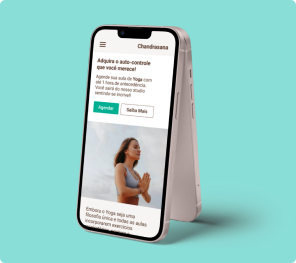 Chandrasana
Adquira o auto-controle
que você merece!
Agende sua aula de Yoga com
até 1 hora de antecedência.
Você sairá do nosso studio
sentindo-se incrível!
Agendar
Saiba Mais
Embora o Yoga seja uma
filosofia única e todas as aulas
incorporarem exercícios